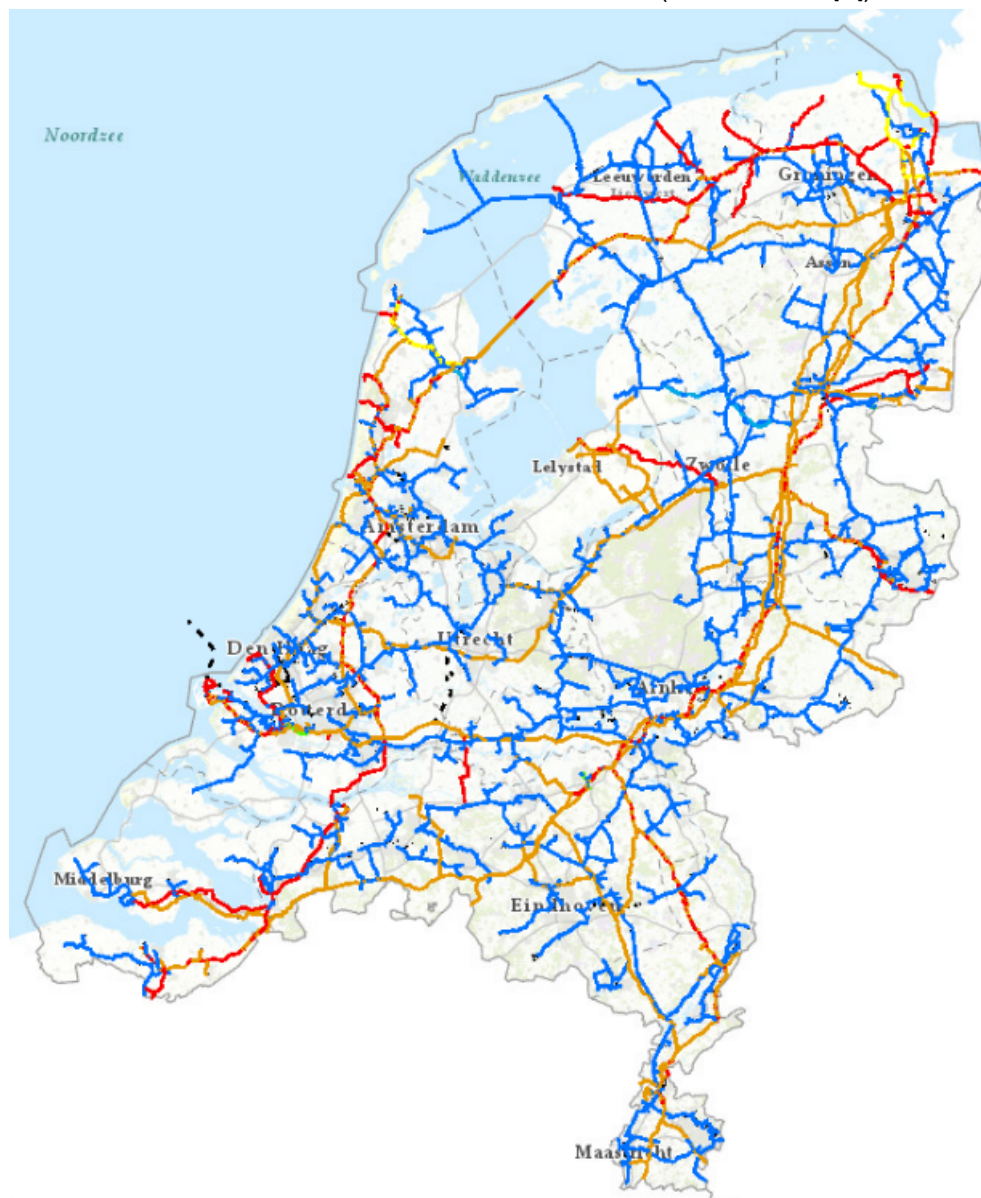 Noordzee
Waddenzee
Leeuwarden
Groningen
Assen
Lelystad
Zwolle
Amsterdam
Den Haag
Utrecht
Arnhem
Rotterdam
Middelburg
Eindhoven
Maastricht